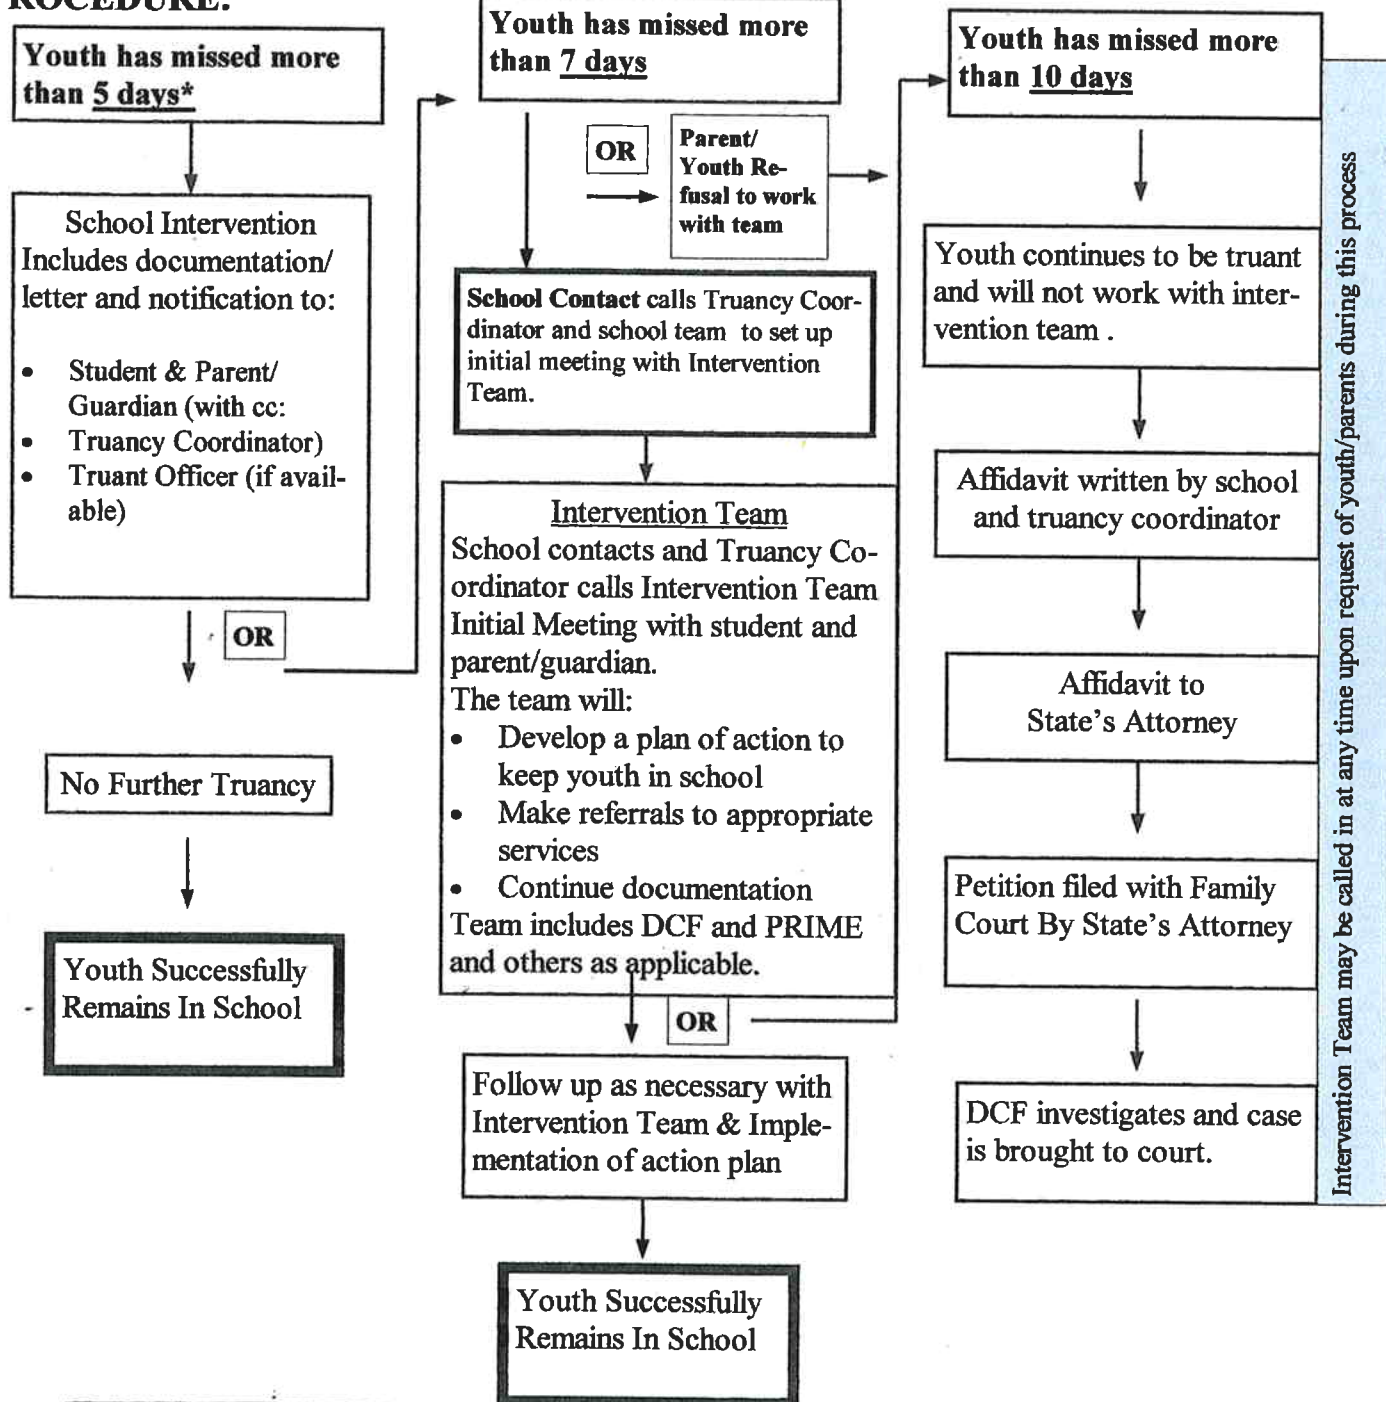 ROCEDURE:
Youth has missed more
than 5 days*
School Intervention
Includes documentation/
letter and notification to:
• Student & Parent/
Guardian (with cc:
• Truancy Coordinator)
• Truant Officer (if avail-
able)
OR
No Further Truancy
Youth Successfully
Remains In School
Youth has missed more
than 7 days
OR
Parent/
Youth Re-
fusal to work
with team
School Contact calls Truancy Coor-
dinator and school team to set up
initial meeting with Intervention
Team.
Intervention Team
School contacts and Truancy Co-
ordinator calls Intervention Team
Initial Meeting with student and
parent/guardian.
The team will:
• Develop a plan of action to
keep youth in school
• Make referrals to appropriate
services
• Continue documentation
Team includes DCF and PRIME
and others as applicable.
OR
Follow up as necessary with
Intervention Team & Imple-
mentation of action plan
Youth Successfully
Remains In School
Youth has missed more
than 10 days
Youth continues to be truant
and will not work with inter-
vention team .
Affidavit written by school
and truancy coordinator
Affidavit to
State's Attorney
Petition filed with Family
Court By State's Attorney
DCF investigates and case
is brought to court.
Intervention Team may be called in at any time upon request of youth/parents during this process